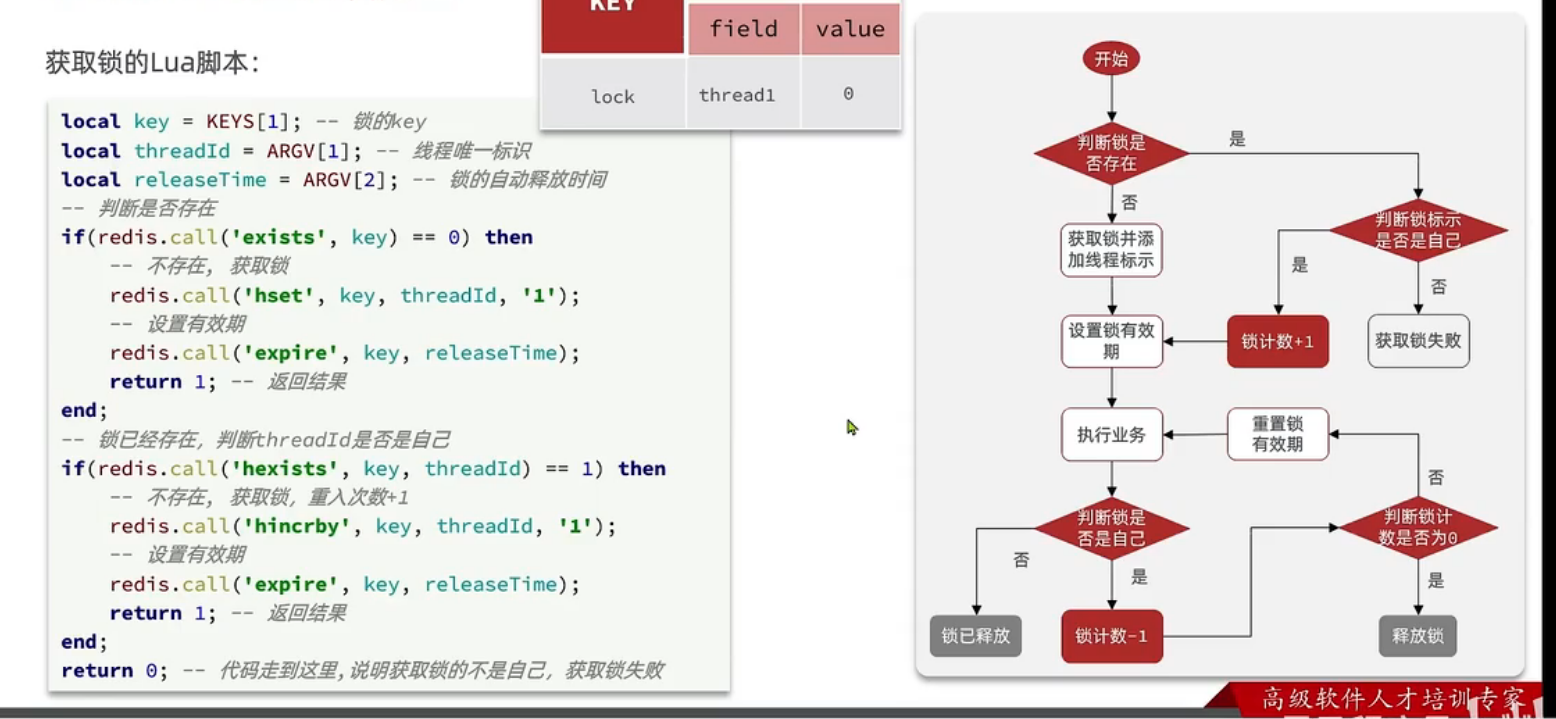 KEY
field value
lock thread1 0
获取锁的Lua脚本：
local key = KEYS[1]; -- 锁的key
local threadId = ARGV[1]; -- 线程唯一标识
local releaseTime = ARGV[2]; -- 锁的自动释放时间
-- 判断是否存在
if(redis.call('exists', key) == 0) then
-- 不存在, 获取锁
redis.call('hset', key, threadId, '1');
-- 设置有效期
redis.call('expire', key, releaseTime);
return 1; -- 返回结果
end;
-- 锁已经存在，判断threadId是否是自己
if(redis.call('hexists', key, threadId) == 1) then
-- 不存在, 获取锁，重入次数+1
redis.call('hincrby', key, threadId, '1');
-- 设置有效期
redis.call('expire', key, releaseTime);
return 1; -- 返回结果
end;
return 0; -- 代码走到这里,说明获取锁的不是自己，获取锁失败
开始
判断锁是
否存在
是
否
获取锁并添
加线程标示
判断锁标示
是否是自己
是
否
设置锁有效
期
锁计数+1
获取锁失败
执行业务
重置锁
有效期
否
判断锁是
否是自己
判断锁计
数是否为0
否
是
是
锁已释放
锁计数-1
释放锁
高级软件人才培训专家